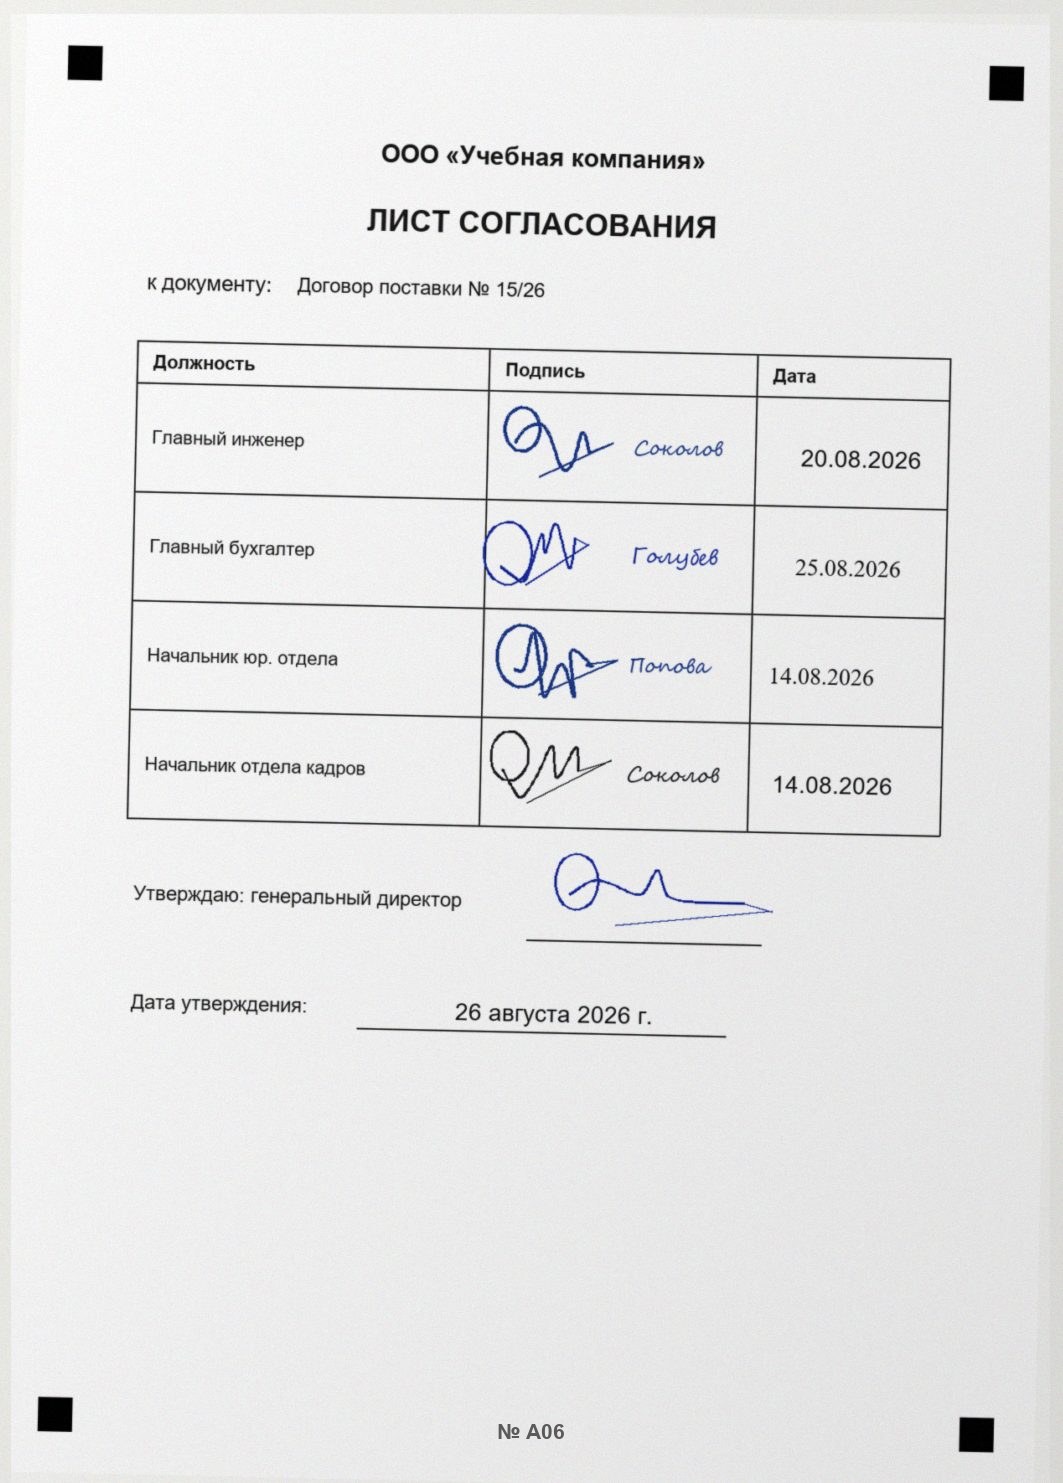 ООО «Учебная компания»
ЛИСТ СОГЛАСОВАНИЯ
к документу: Договор поставки № 15/26
Должность Подпись Дата
Главный инженер Соколов 20.08.2026
Главный бухгалтер Голубев 25.08.2026
Начальник юр. отдела Попова 14.08.2026
Начальник отдела кадров Соколов 14.08.2026
Утверждаю: генеральный директор
Дата утверждения: 26 августа 2026 г.
№ А06